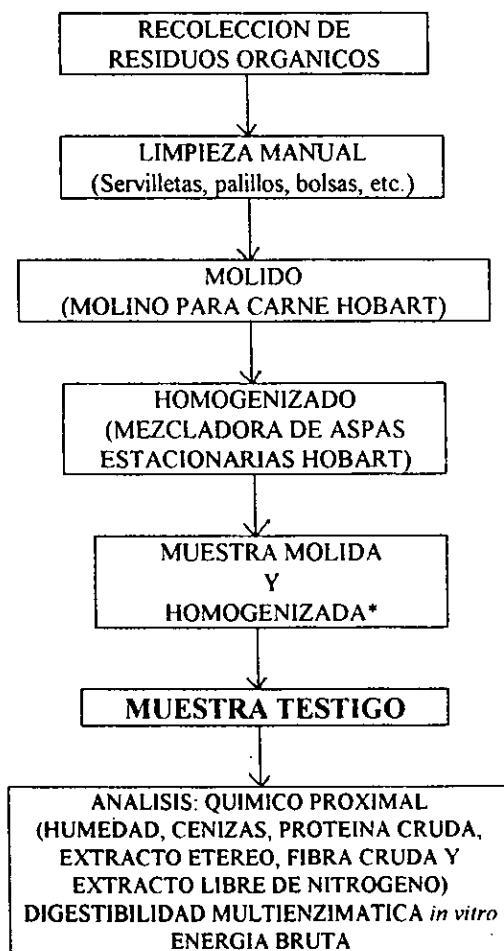 RECOLECCION DE
RESIDUOS ORGANICOS
LIMPIEZA MANUAL
(Servilletas, palillos, bolsas, etc.)
MOLIDO
(MOLINO PARA CARNE HOBART)
HOMOGENIZADO
(MEZCLADORA DE ASPAS
ESTACIONARIAS HOBART)
MUESTRA MOLIDA
Y
HOMOGENIZADA*
MUESTRA TESTIGO
ANALISIS: QUIMICO PROXIMAL
(HUMEDAD, CENIZAS, PROTEINA CRUDA,
EXTRACTO ETEREO, FIBRA CRUDA Y
EXTRACTO LIBRE DE NITROGENO)
DIGESTIBILIDAD MULTIENZIMATICA in vitro
ENERGIA BRUTA